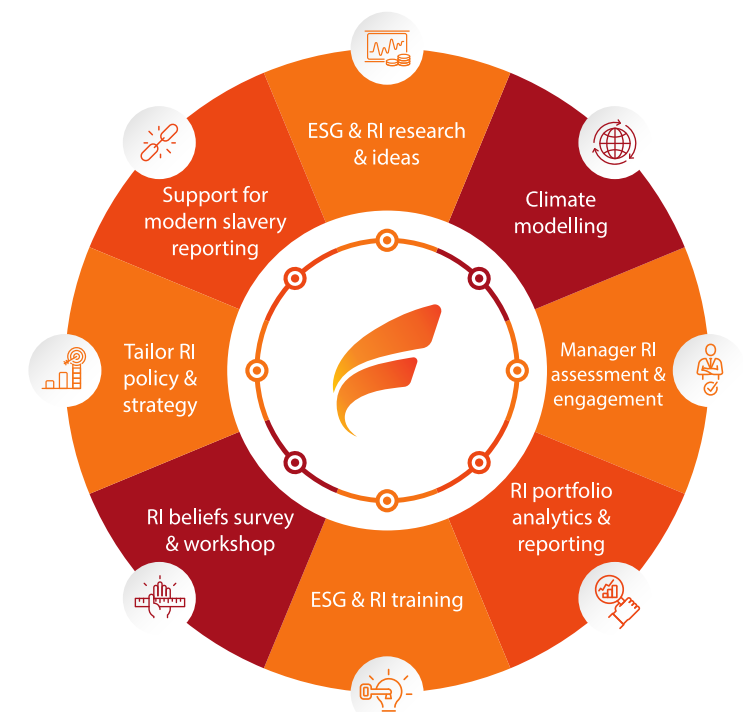 ESG & RI research
& ideas
Climate
modelling
Manager RI
assessment &
engagement
RI portfolio
analytics &
reporting
ESG & RI training
RI beliefs survey
& workshop
Tailor RI
policy &
strategy
Support for
modern slavery
reporting